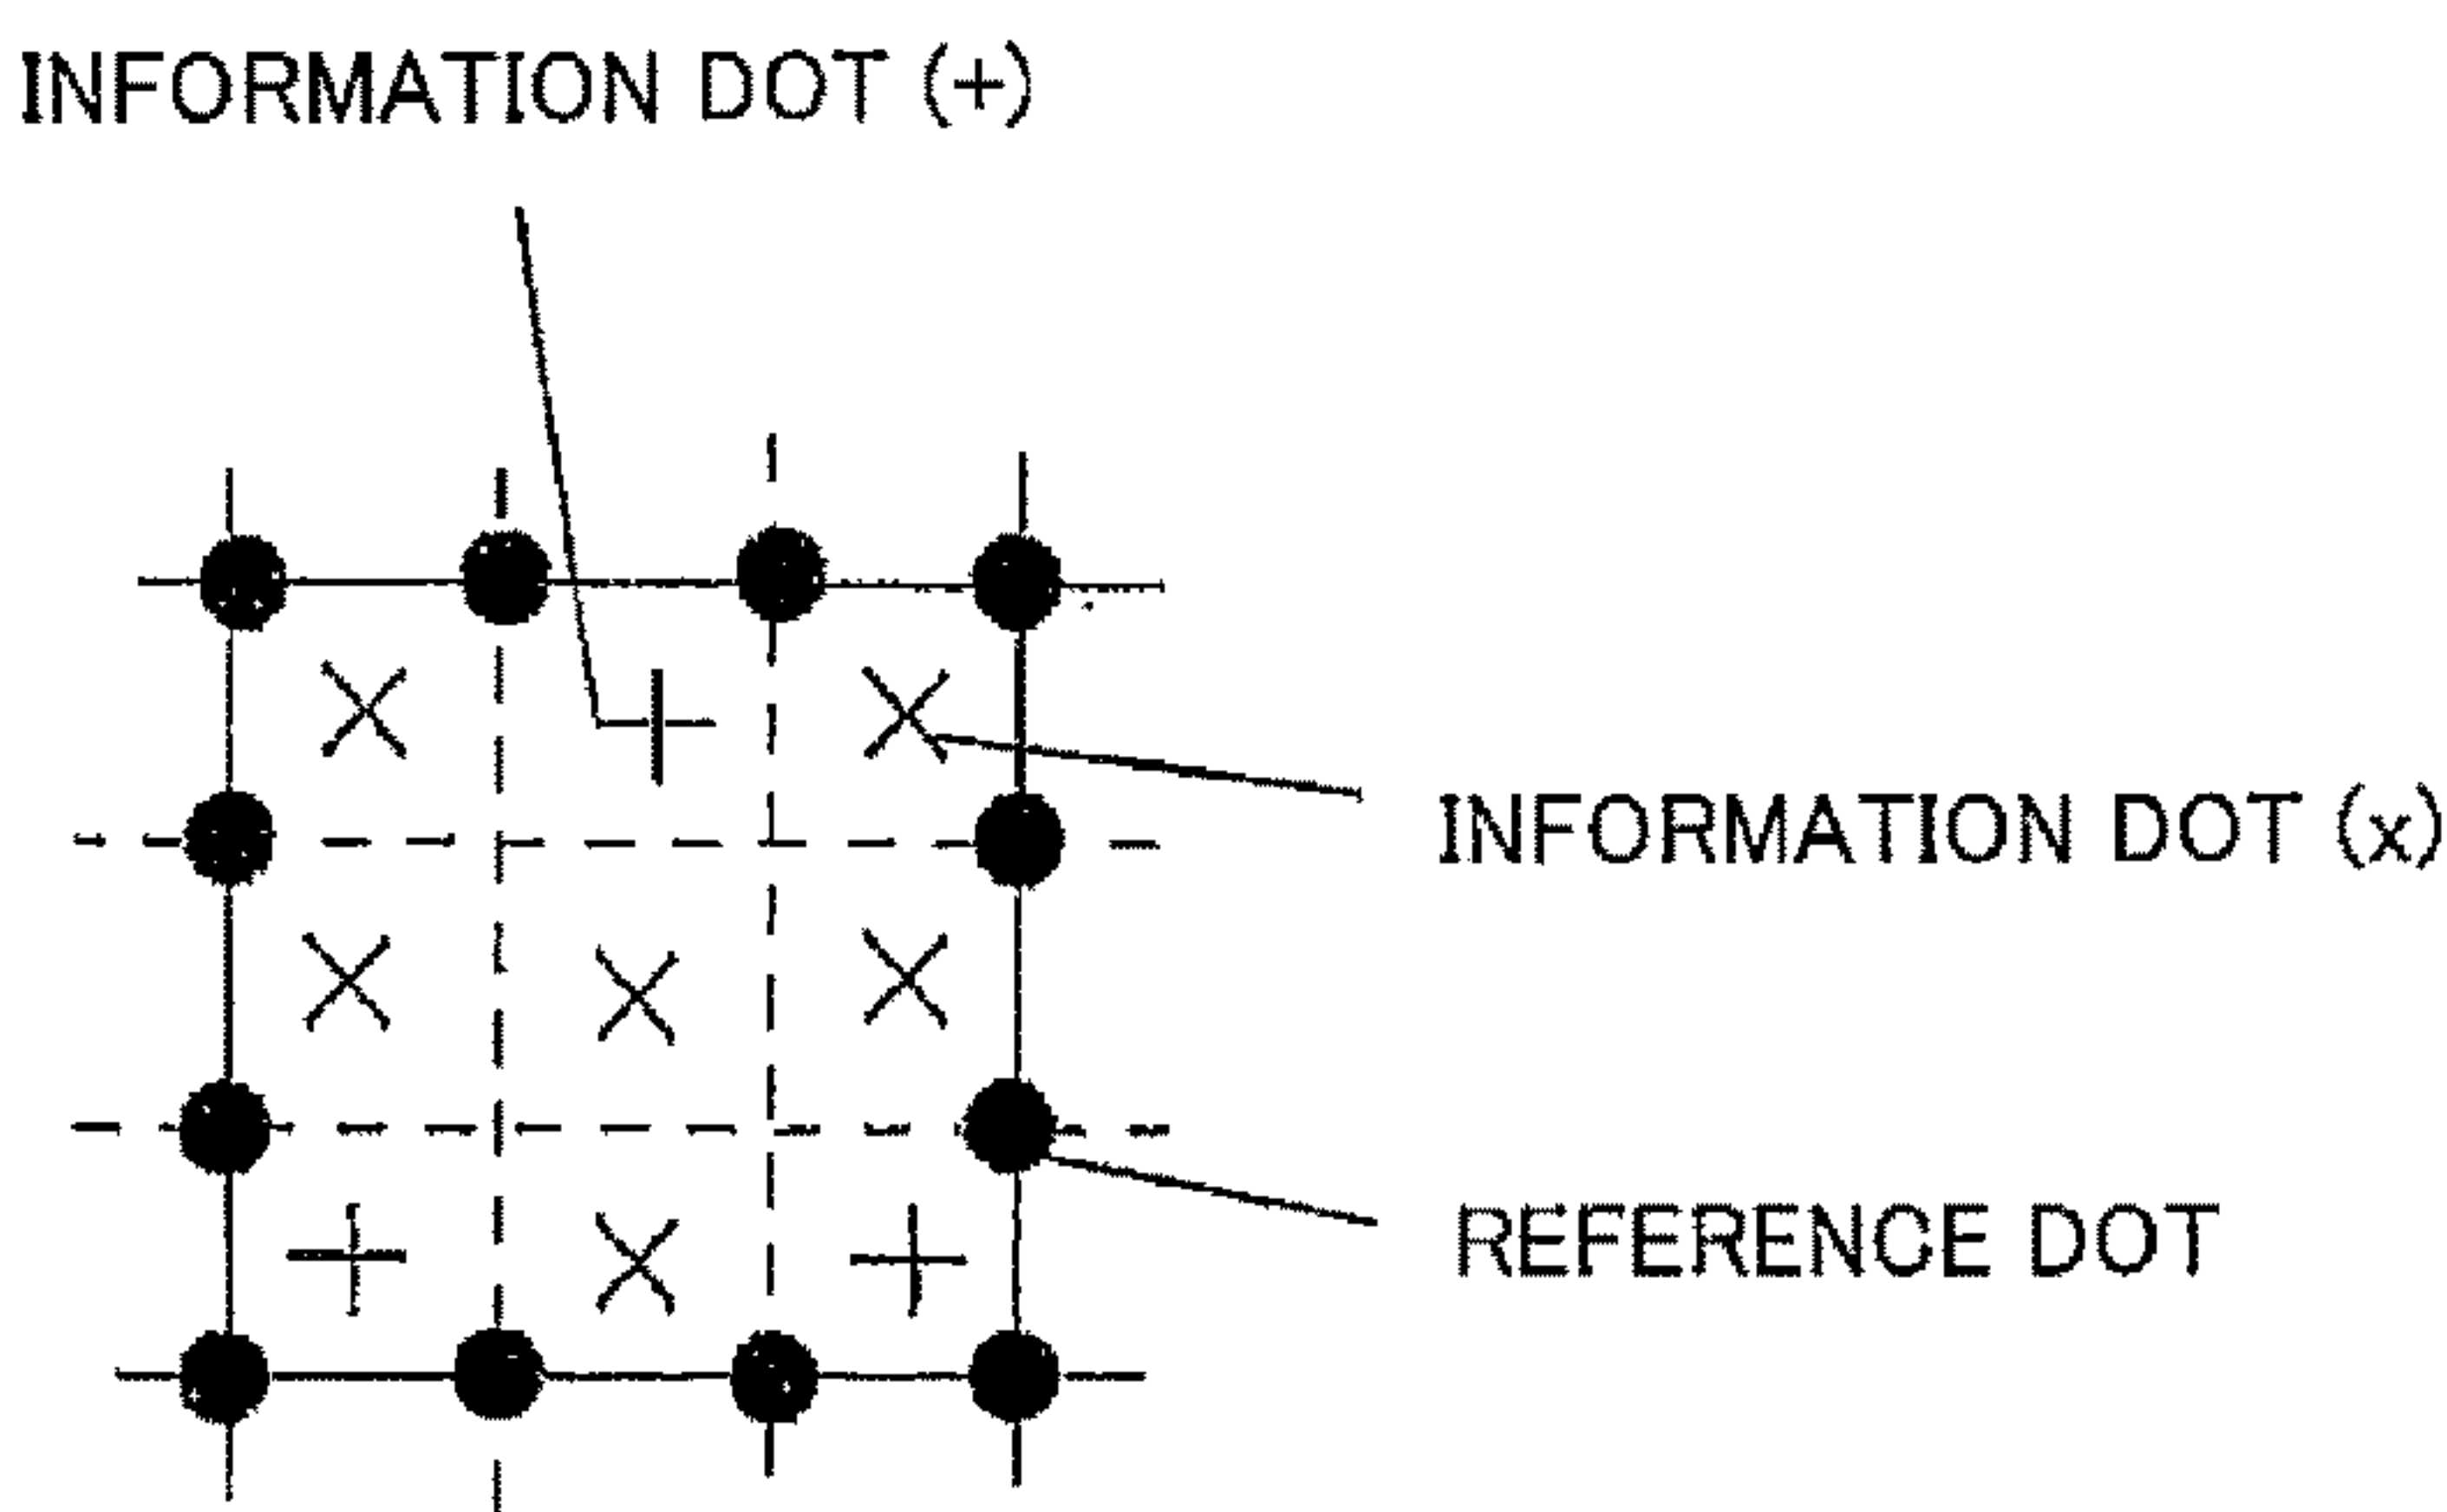 INFORMATION DOT (+)
INFORMATION DOT (x)
REFERENCE DOT